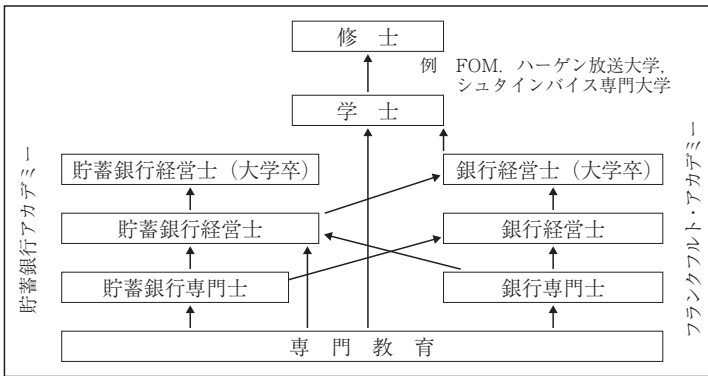 修 士
例 FOM．ハーゲン放送大学，
シュタインバイス専門大学
学 士
貯蓄銀行アカデミー
貯蓄銀行経営士（大学卒）
銀行経営士（大学卒）
貯蓄銀行経営士
銀行経営士
貯蓄銀行専門士
銀行専門士
専 門 教 育
フランクフルト・アカデミー